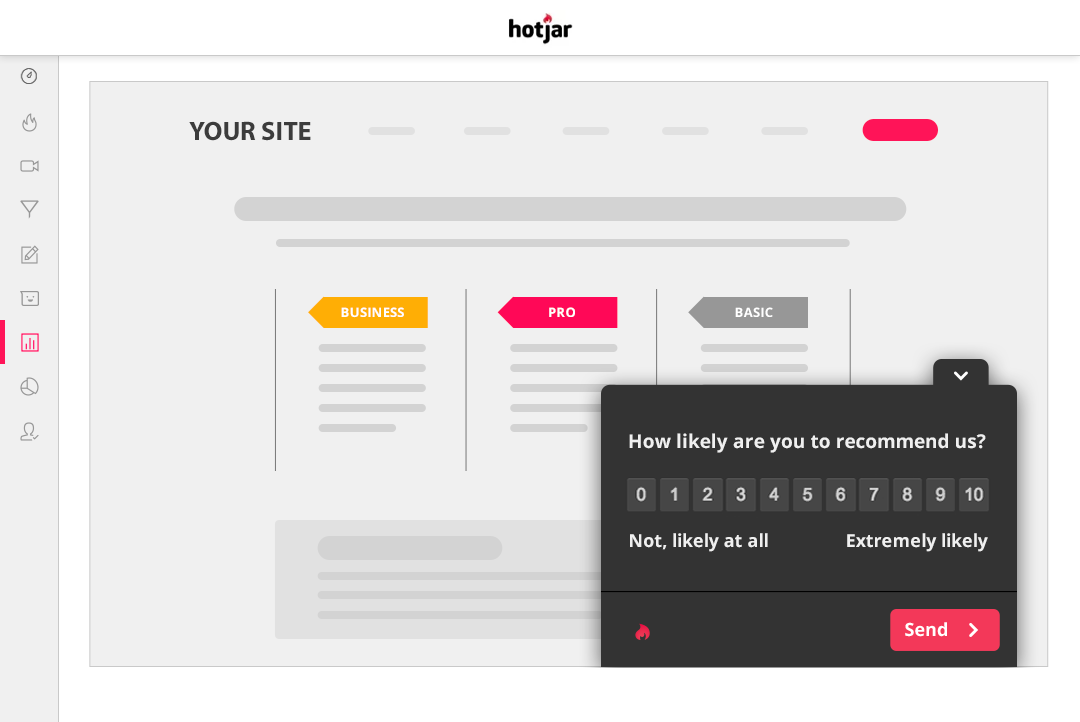 hotjar
YOUR SITE
BUSINESS PRO BASIC
How likely are you to recommend us?
0 1 2 3 4 5 6 7 8 9 10
Not, likely at all Extremely likely
Send